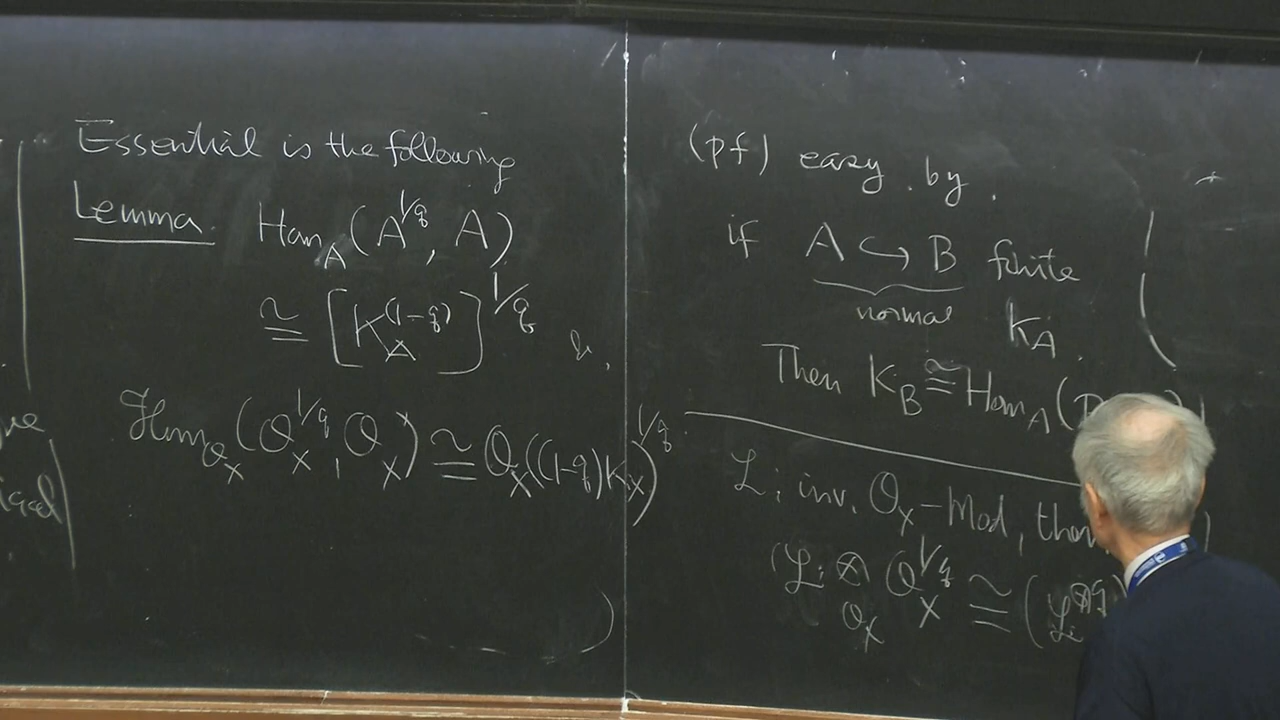 Essential is the following
Lemma. Hom_A(A^{1/q}, A)
≅ [K_A^{(1-q)}]^{1/q} &,
Hom_{O_X}(O_X^{1/q}, O_X) ≅ O_X((1-q)K_X)^{1/q}
(pf) easy by
if A ↪ B finite
normal K_A.
Then K_B ≅ Hom_A(
L ; inv. O_X-Mod, then
(L ⊗_{O_X} O_X^{1/q} ≅ (L^{⊗q}